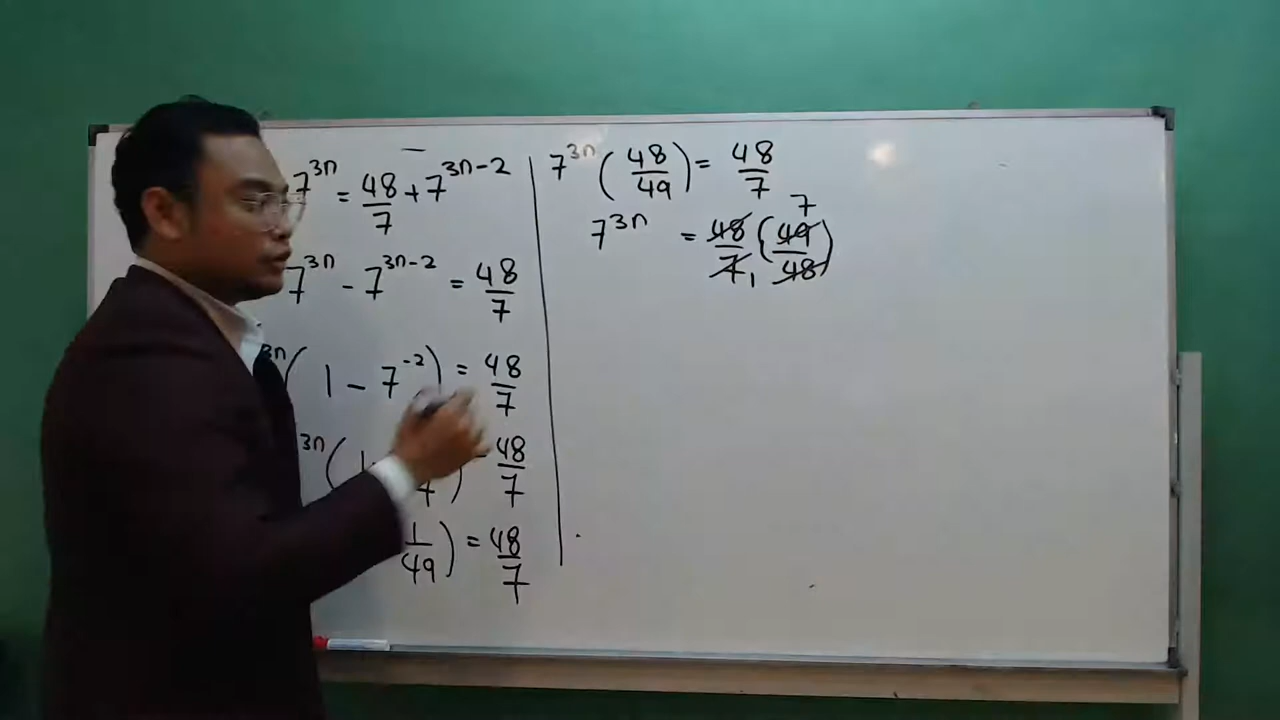 7^{3n} = 48/7 + 7^{3n-2}
7^{3n} - 7^{3n-2} = 48/7
3n ( 1 - 7^{-2} ) = 48/7
3n ( 1 ) = 48/7
1/49 ) = 48/7
7^{3n} ( 48/49 ) = 48/7
7
7^{3n} = 48/7 ( 49/48 )
1